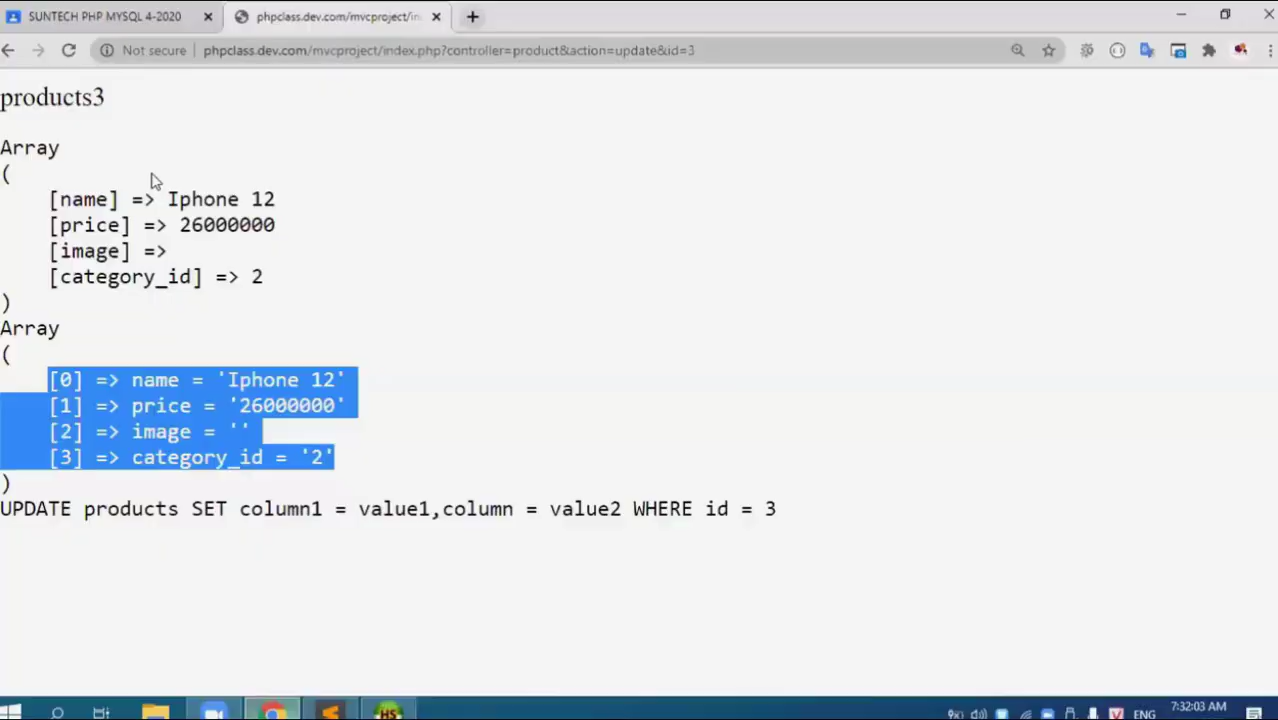 SUNTECH PHP MYSQL 4-2020
phpclass.dev.com/mvcproject/in
Not secure
phpclass.dev.com/mvcproject/index.php?controller=product&action=update&id=3
products3
Array
(
[name] => Iphone 12
[price] => 26000000
[image] =>
[category_id] => 2
)
Array
(
[0] => name = 'Iphone 12'
[1] => price = '26000000'
[2] => image = ''
[3] => category_id = '2'
)
UPDATE products SET column1 = value1,column = value2 WHERE id = 3
HS
V
ENG
7:32:03 AM